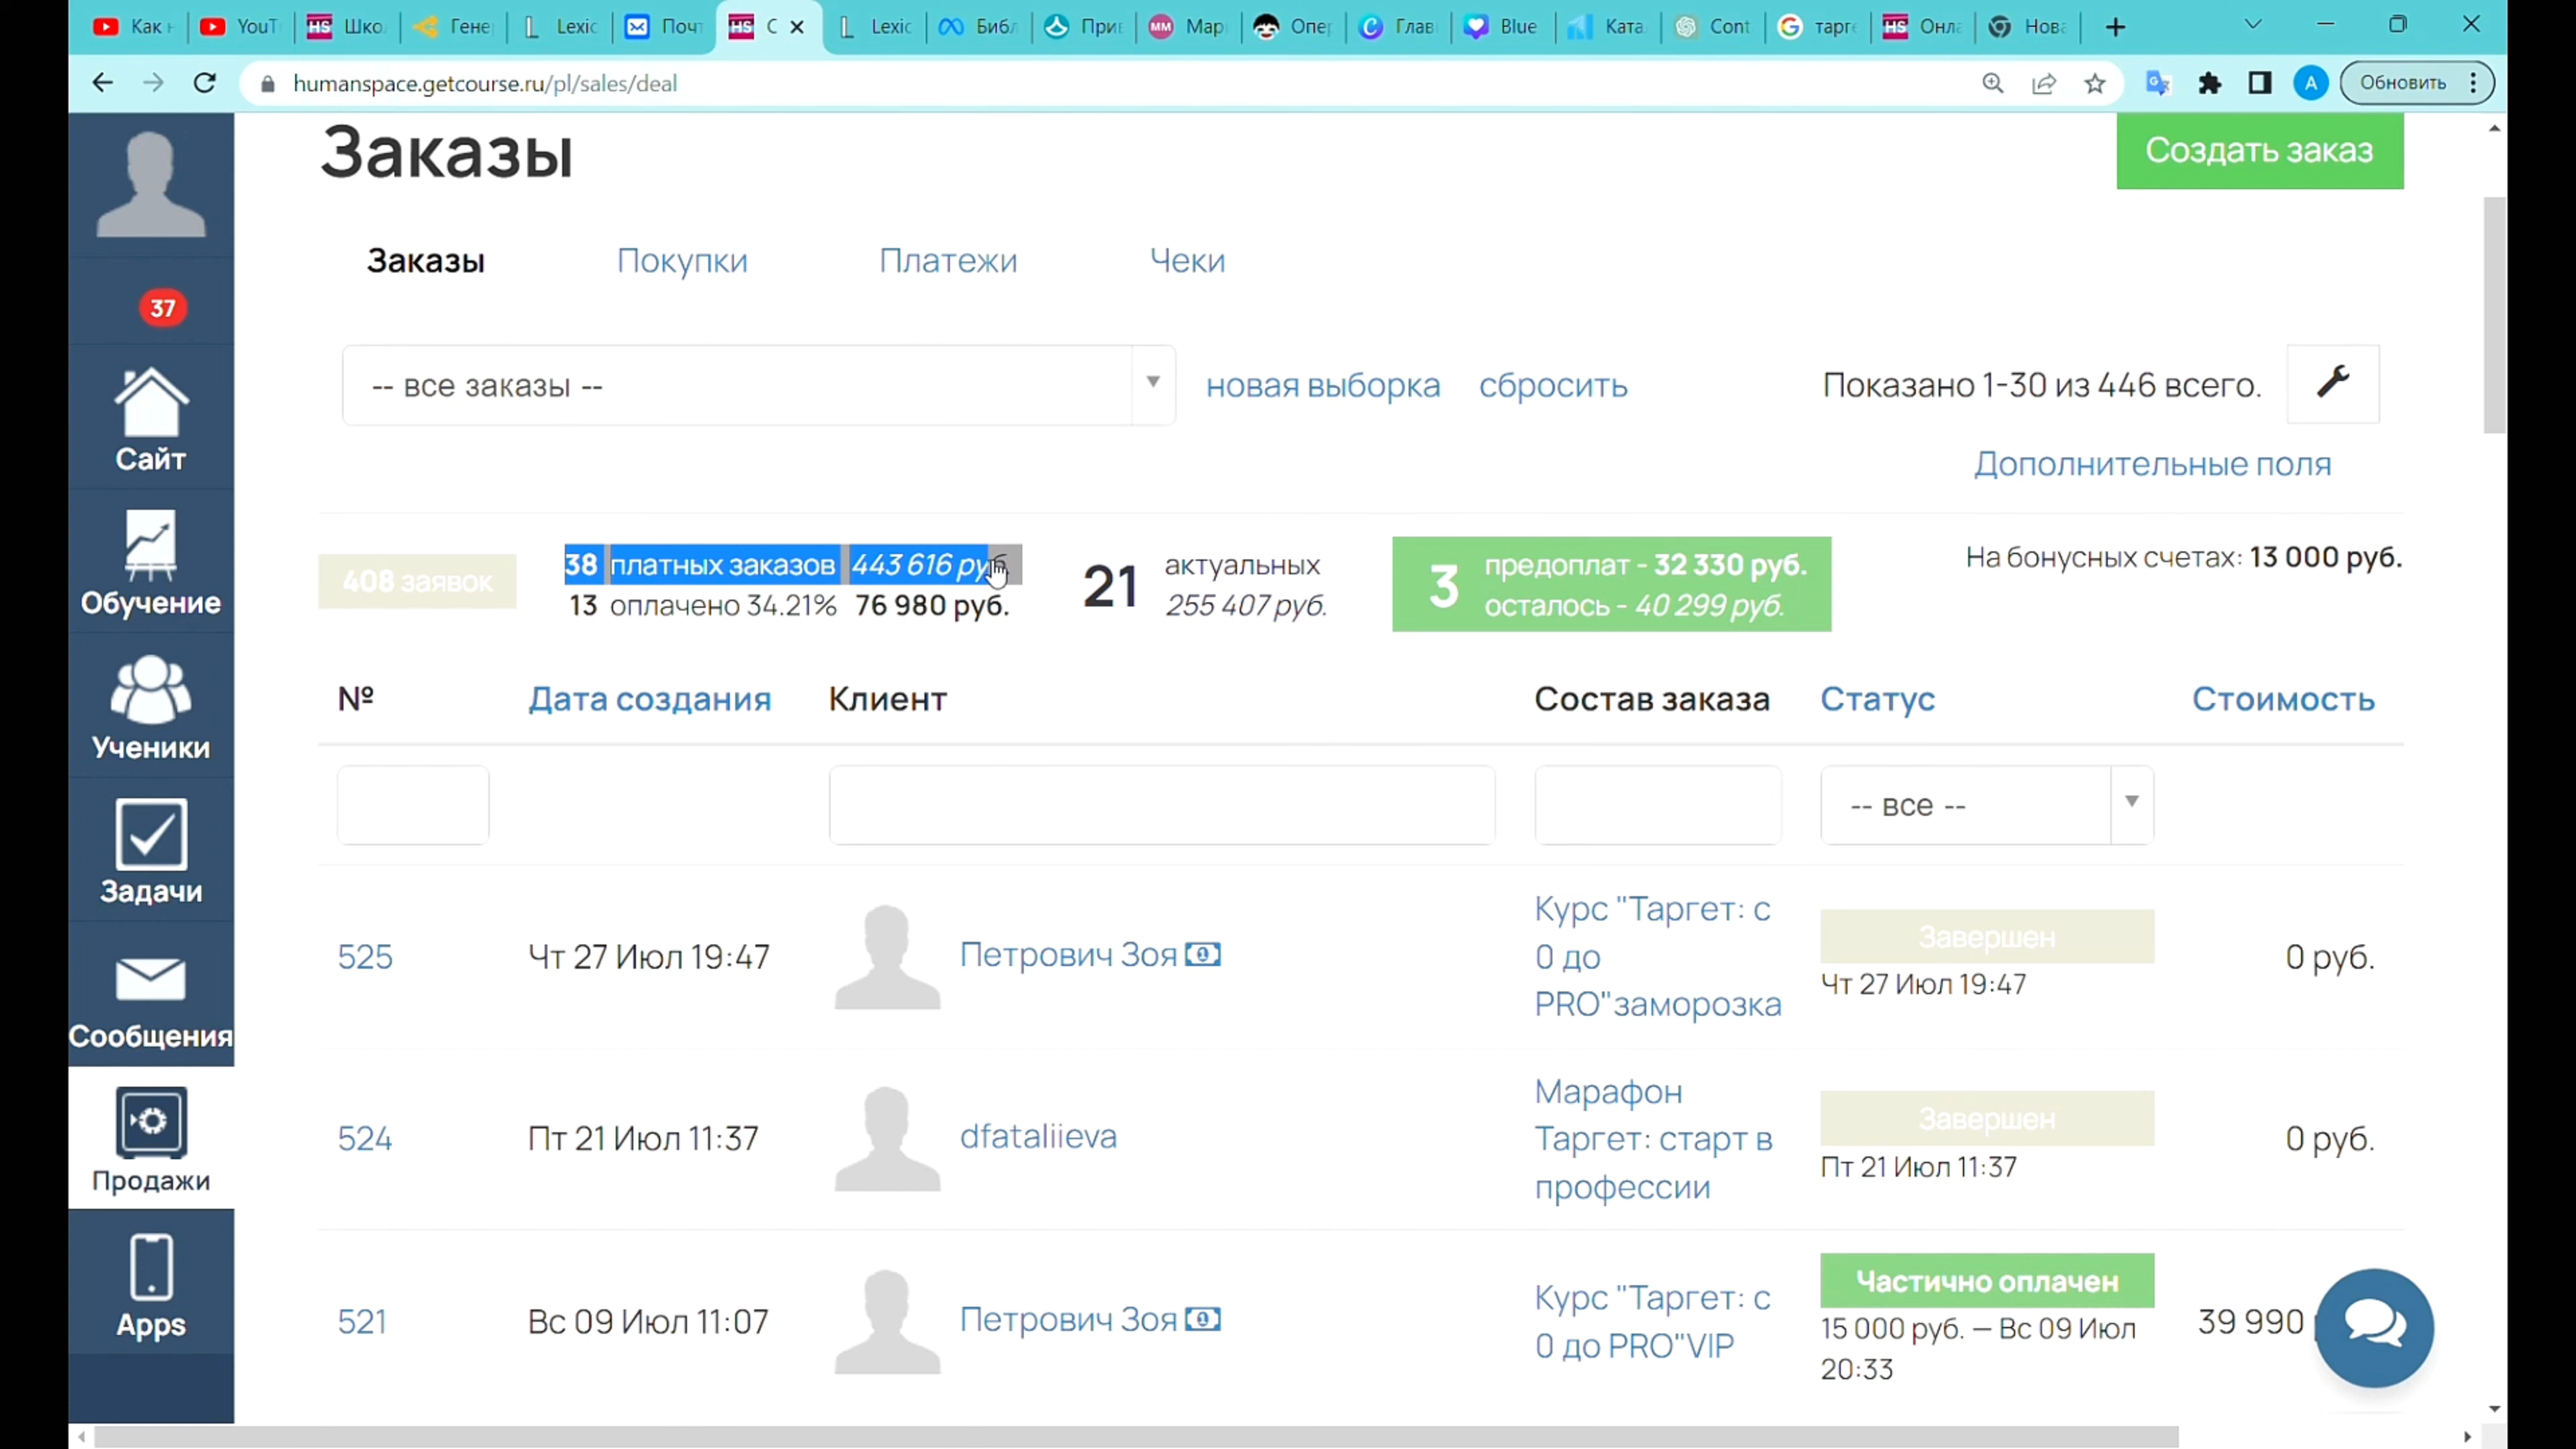 Как
YouT
Шко
Гене
Lexic
Почт
С
Lexic
Библ
При
Мар
Опе
Глав
Blue
Ката
Cont
тарге
Онла
Нова
humanspace.getcourse.ru/pl/sales/deal
Обновить
Заказы
Создать заказ
Заказы Покупки Платежи Чеки
37
-- все заказы --
новая выборка сбросить
Показано 1-30 из 446 всего.
Дополнительные поля
Сайт
408 заявок
38 платных заказов 443 616 руб.
13 оплачено 34.21% 76 980 руб.
21
актуальных
255 407 руб.
3
предоплат - 32 330 руб.
осталось - 40 299 руб.
На бонусных счетах: 13 000 руб.
Обучение
№ Дата создания Клиент Состав заказа Статус Стоимость
Ученики
-- все --
Задачи
525
Чт 27 Июл 19:47
Петрович Зоя
Курс "Таргет: с
0 до
PRO"заморозка
Завершен
Чт 27 Июл 19:47
0 руб.
Сообщения
524
Пт 21 Июл 11:37
dfataliieva
Марафон
Таргет: старт в
профессии
Завершен
Пт 21 Июл 11:37
0 руб.
Продажи
521
Вс 09 Июл 11:07
Петрович Зоя
Курс "Таргет: с
0 до PRO"VIP
Частично оплачен
15 000 руб. — Вс 09 Июл
20:33
39 990
Apps